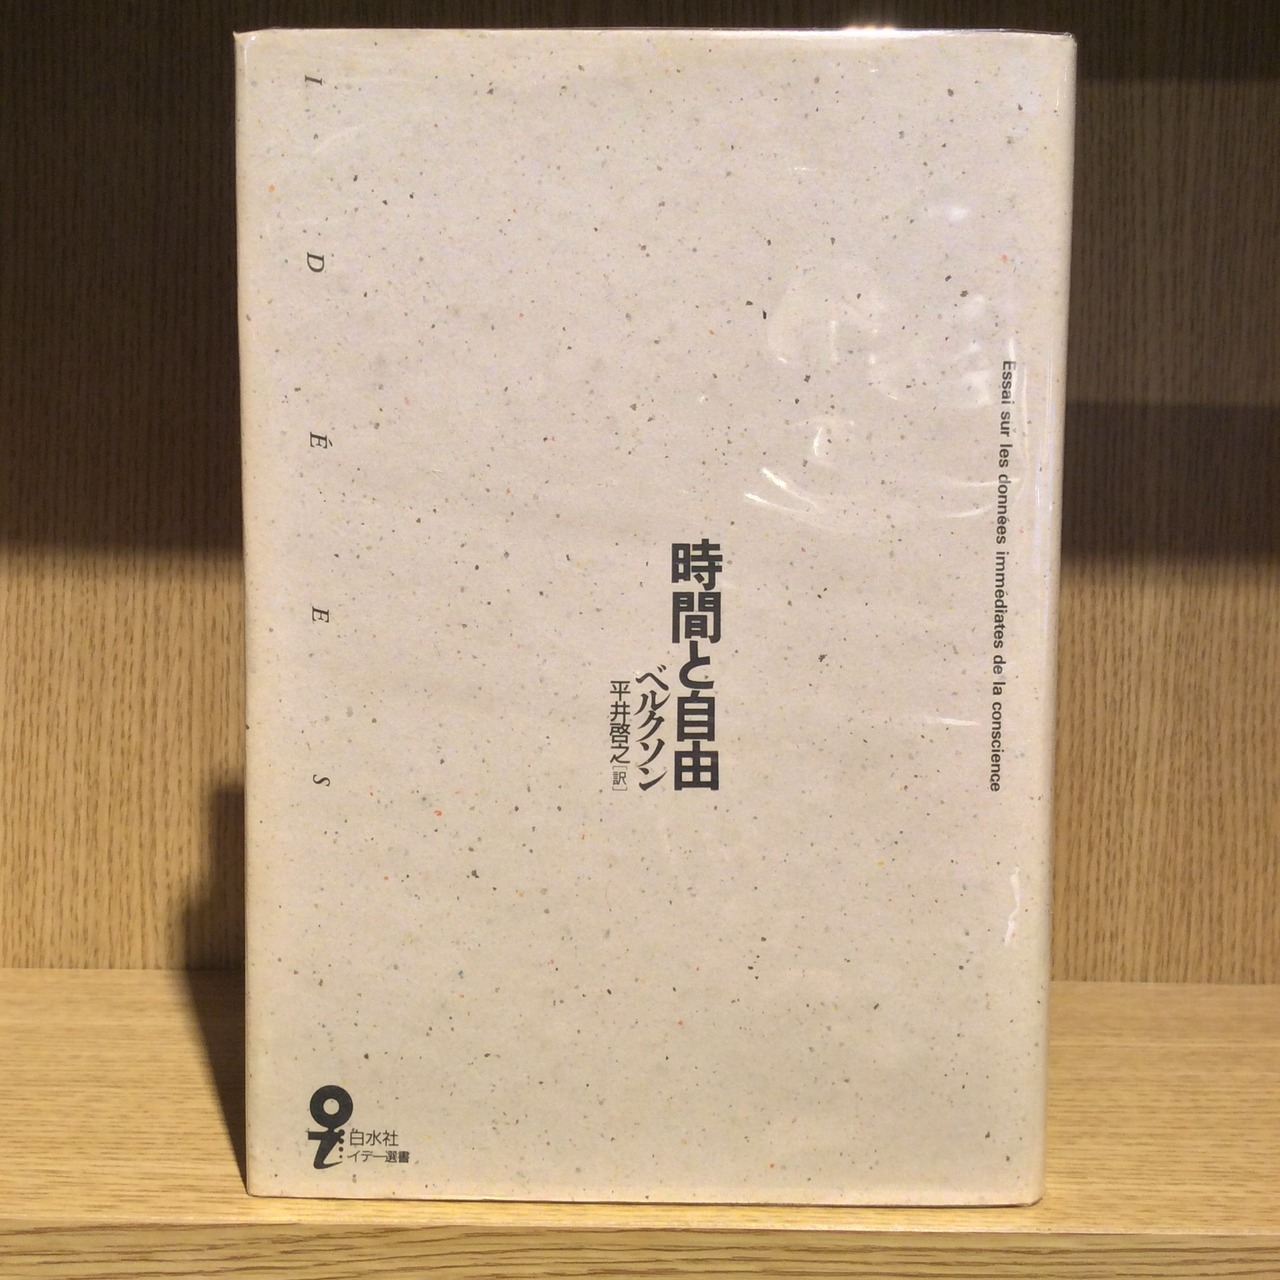 Essai sur les données immédiates de la conscience
時間と自由
ベルクソン
平井啓之[訳]
IDÉES
白水社
イデー選書